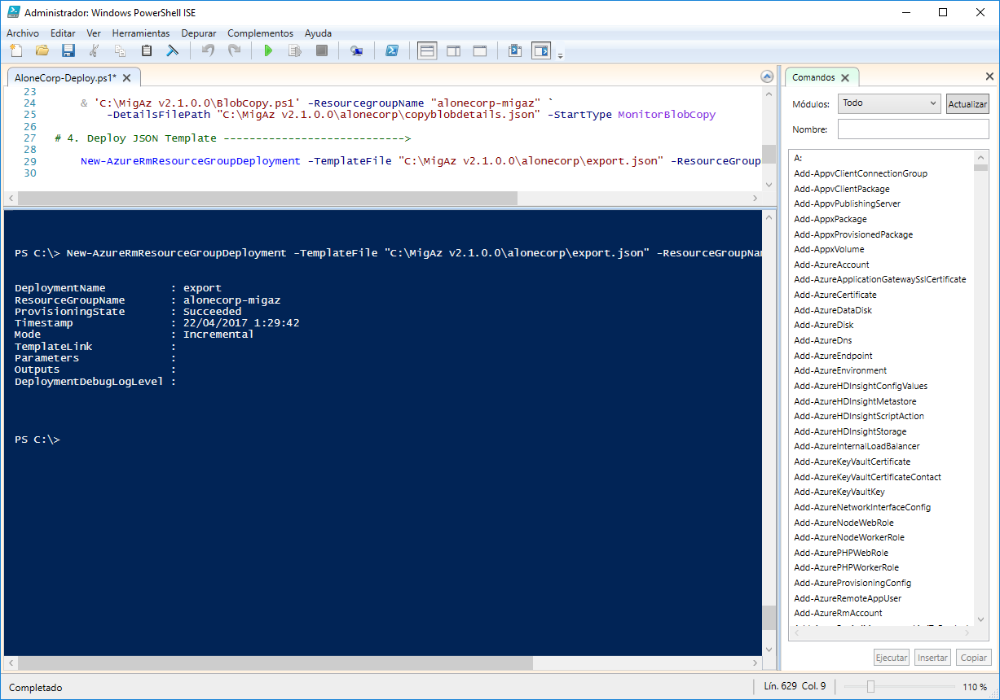 Administrador: Windows PowerShell ISE
Archivo Editar Ver Herramientas Depurar Complementos Ayuda
AloneCorp-Deploy.ps1*
23
24 & 'C:\MigAz v2.1.0.0\BlobCopy.ps1' -ResourcegroupName "alonecorp-migaz" `
25 -DetailsFilePath "C:\MigAz v2.1.0.0\alonecorp\copyblobdetails.json" -StartType MonitorBlobCopy
26
27 # 4. Deploy JSON Template ---------------------------->
28
29 New-AzureRmResourceGroupDeployment -TemplateFile "C:\MigAz v2.1.0.0\alonecorp\export.json" -ResourceGroup
30
PS C:\> New-AzureRmResourceGroupDeployment -TemplateFile "C:\MigAz v2.1.0.0\alonecorp\export.json" -ResourceGroupNa
DeploymentName : export
ResourceGroupName : alonecorp-migaz
ProvisioningState : Succeeded
Timestamp : 22/04/2017 1:29:42
Mode : Incremental
TemplateLink :
Parameters :
Outputs :
DeploymentDebugLogLevel :
PS C:\>
Comandos
Módulos: Todo Actualizar
Nombre:
A:
Add-AppvClientConnectionGroup
Add-AppvClientPackage
Add-AppvPublishingServer
Add-AppxPackage
Add-AppxProvisionedPackage
Add-AppxVolume
Add-AzureAccount
Add-AzureApplicationGatewaySslCertificate
Add-AzureCertificate
Add-AzureDataDisk
Add-AzureDisk
Add-AzureDns
Add-AzureEndpoint
Add-AzureEnvironment
Add-AzureHDInsightConfigValues
Add-AzureHDInsightMetastore
Add-AzureHDInsightScriptAction
Add-AzureHDInsightStorage
Add-AzureInternalLoadBalancer
Add-AzureKeyVaultCertificate
Add-AzureKeyVaultCertificateContact
Add-AzureKeyVaultKey
Add-AzureNetworkInterfaceConfig
Add-AzureNodeWebRole
Add-AzureNodeWorkerRole
Add-AzurePHPWebRole
Add-AzurePHPWorkerRole
Add-AzureProvisioningConfig
Add-AzureRemoteAppUser
Add-AzureRmAccount
Ejecutar Insertar Copiar
Completado
Lín. 629 Col. 9
110 %